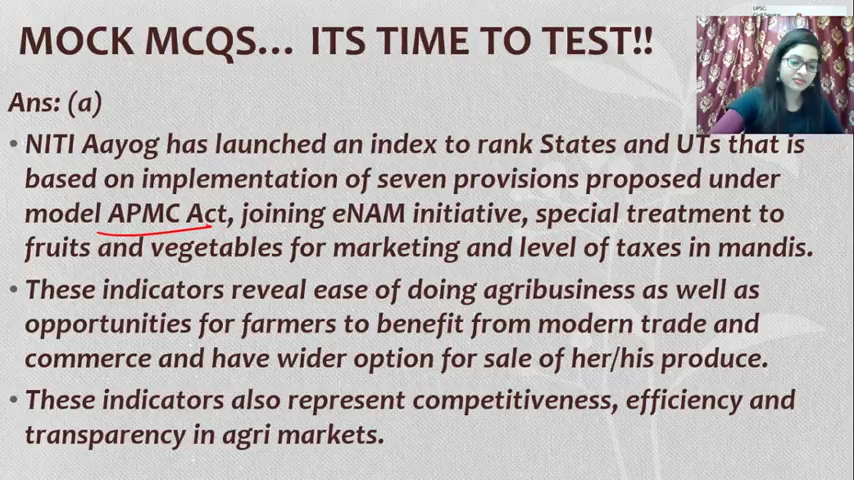 UPSC
MOCK MCQS... ITS TIME TO TEST!!
Ans: (a)
• NITI Aayog has launched an index to rank States and UTs that is
based on implementation of seven provisions proposed under
model APMC Act, joining eNAM initiative, special treatment to
fruits and vegetables for marketing and level of taxes in mandis.
• These indicators reveal ease of doing agribusiness as well as
opportunities for farmers to benefit from modern trade and
commerce and have wider option for sale of her/his produce.
• These indicators also represent competitiveness, efficiency and
transparency in agri markets.